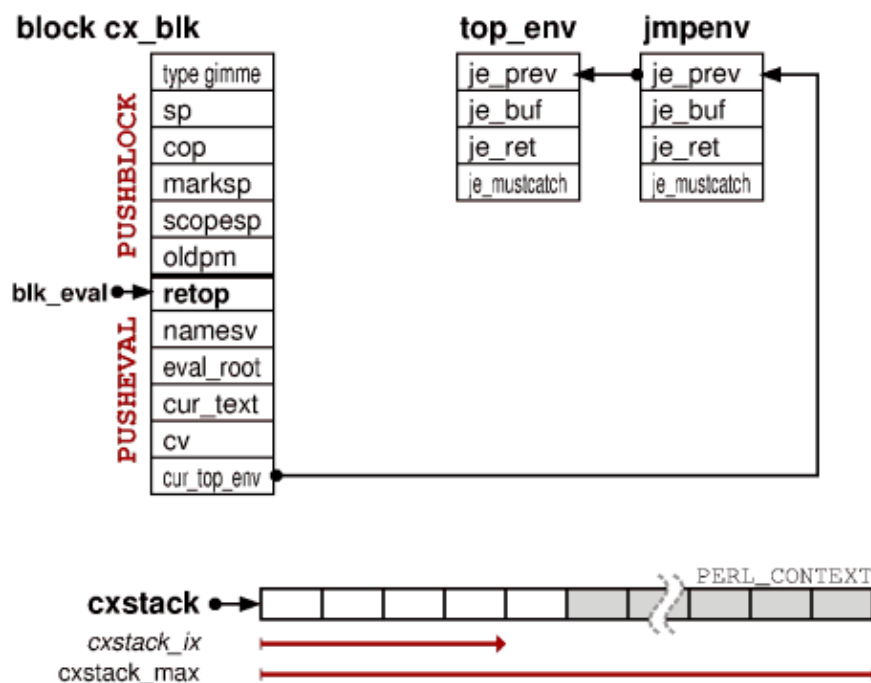 block cx_blk
top_env
jmpenv
type gimme
sp
cop
marksp
scopesp
oldpm
PUSHBLOCK
blk_eval
retop
namesv
eval_root
cur_text
cv
cur_top_env
PUSHEVAL
je_prev
je_buf
je_ret
je_mustcatch
je_prev
je_buf
je_ret
je_mustcatch
PERL_CONTEXT
cxstack
cxstack_ix
cxstack_max